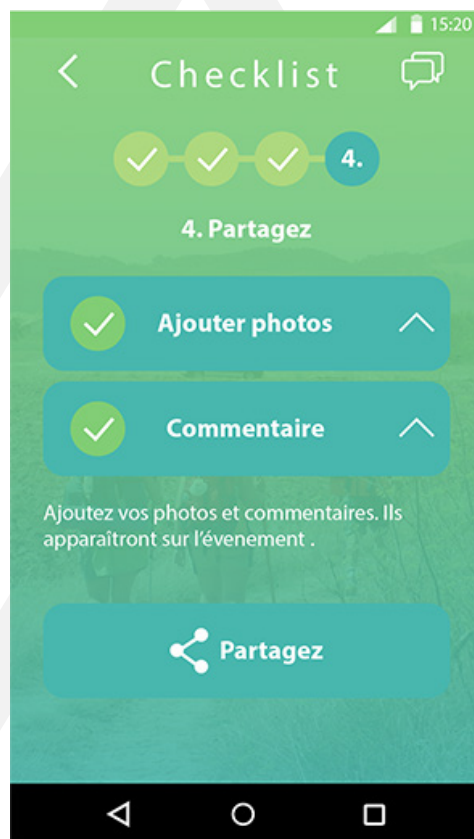 15:20
Checklist
4.
4. Partagez
Ajouter photos
Commentaire
Ajoutez vos photos et commentaires. Ils
apparaîtront sur l'évenement .
Partagez